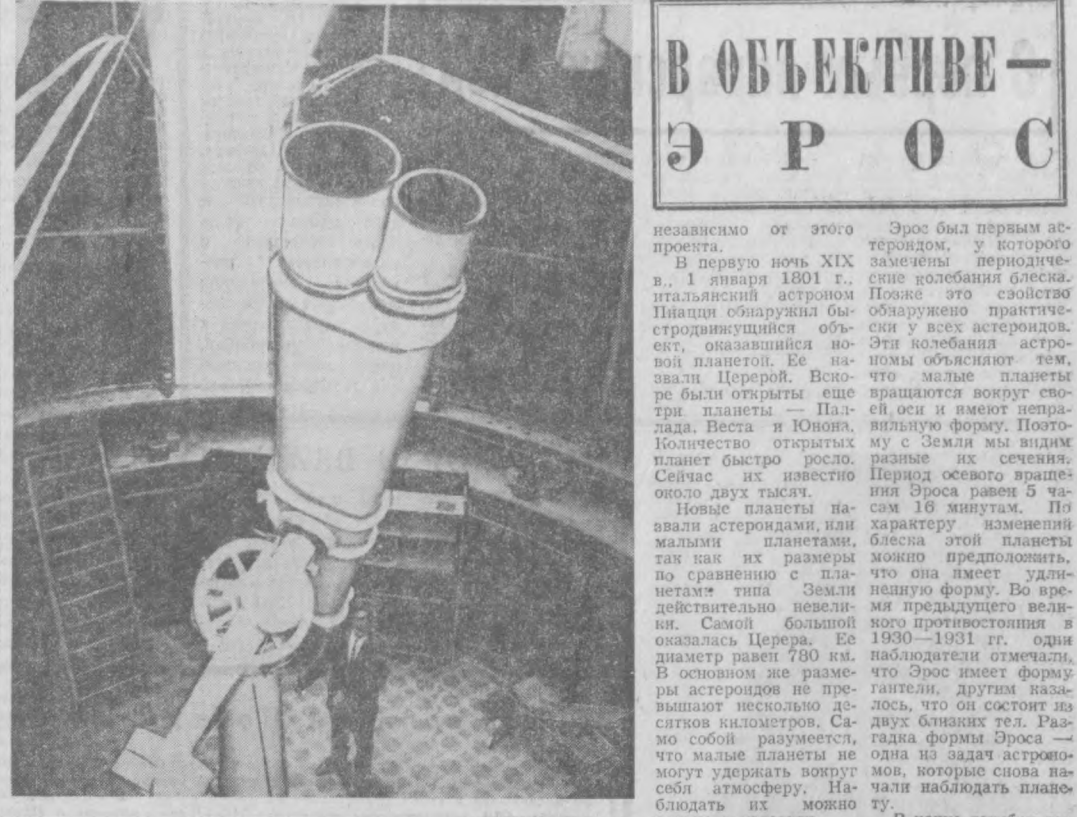 В ОБЪЕКТИВЕ—
ЭРОС
независимо от этого
проекта.
В первую ночь XIX
в., 1 января 1801 г.,
итальянский астроном
Пиацци обнаружил бы-
стродвижущийся объ-
ект, оказавшийся но-
вой планетой. Ее на-
звали Церерой. Вско-
ре были открыты еще
три планеты — Пал-
лада, Веста и Юнона.
Количество открытых
планет быстро росло.
Сейчас их известно
около двух тысяч.
Новые планеты на-
звали астероидами, или
малыми планетами,
так как их размеры
по сравнению с пла-
нетами типа Земли
действительно невели-
ки. Самой большой
оказалась Церера. Ее
диаметр равен 780 км.
В основном же разме-
ры астероидов не пре-
вышают несколько де-
сятков километров. Са-
мо собой разумеется,
что малые планеты не
могут удержать вокруг
себя атмосферу. На-
блюдать их можно
Эрос был первым ас-
тероидом, у которого
замечены периодиче-
ские колебания блеска.
Позже это свойство
обнаружено практиче-
ски у всех астероидов.
Эти колебания астро-
номы объясняют тем,
что малые планеты
вращаются вокруг сво-
ей оси и имеют непра-
вильную форму. Поэто-
му с Земли мы видим
разные их сечения.
Период осевого враще-
ния Эроса равен 5 ча-
сам 16 минутам. По
характеру изменений
блеска этой планеты
можно предположить,
что она имеет удли-
ненную форму. Во вре-
мя предыдущего вели-
кого противостояния в
1930—1931 гг. одни
наблюдатели отмечали,
что Эрос имеет форму
гантели, другим каза-
лось, что он состоит из
двух близких тел. Раз-
гадка формы Эроса —
одна из задач астроно-
мов, которые снова на-
чали наблюдать плане-
ту.